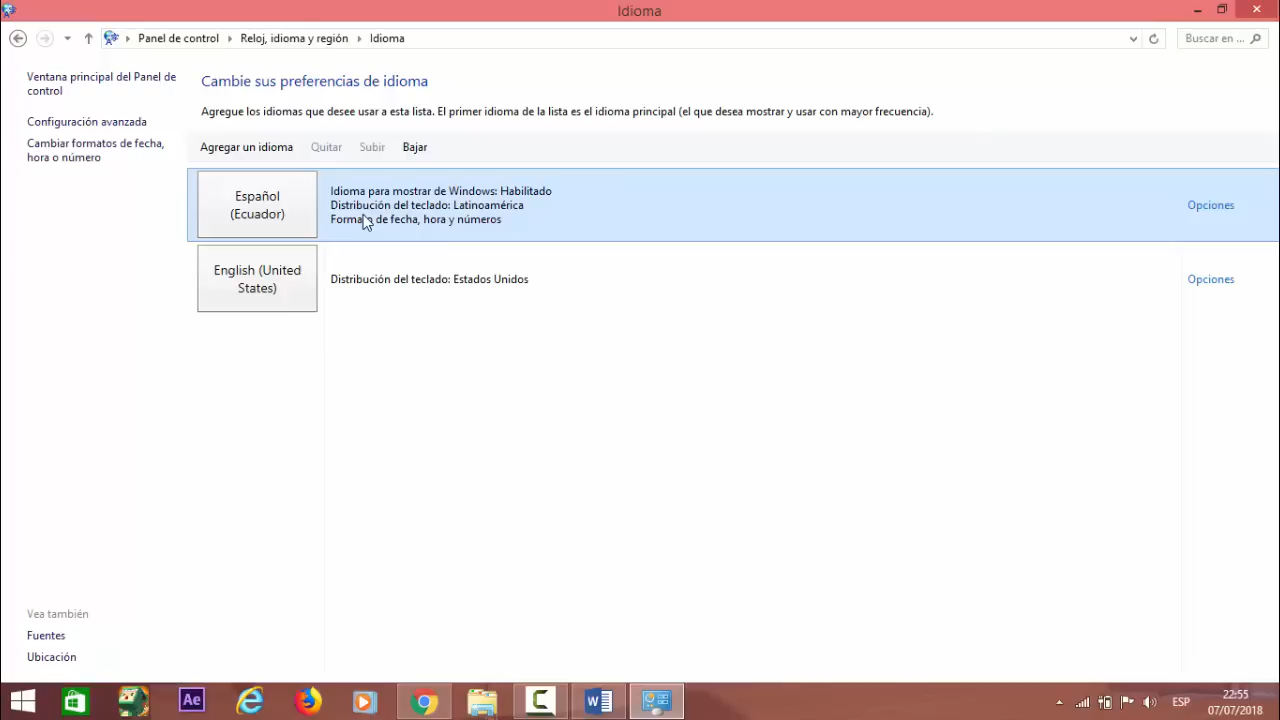 Idioma
Panel de control
Reloj, idioma y región
Idioma
Buscar en ...
Ventana principal del Panel de
control
Configuración avanzada
Cambiar formatos de fecha,
hora o número
Cambie sus preferencias de idioma
Agregue los idiomas que desee usar a esta lista. El primer idioma de la lista es el idioma principal (el que desea mostrar y usar con mayor frecuencia).
Agregar un idioma Quitar Subir Bajar
Español
(Ecuador)
Idioma para mostrar de Windows: Habilitado
Distribución del teclado: Latinoamérica
Formato de fecha, hora y números
Opciones
English (United
States)
Distribución del teclado: Estados Unidos
Opciones
Vea también
Fuentes
Ubicación
Ae
ESP
22:55
07/07/2018